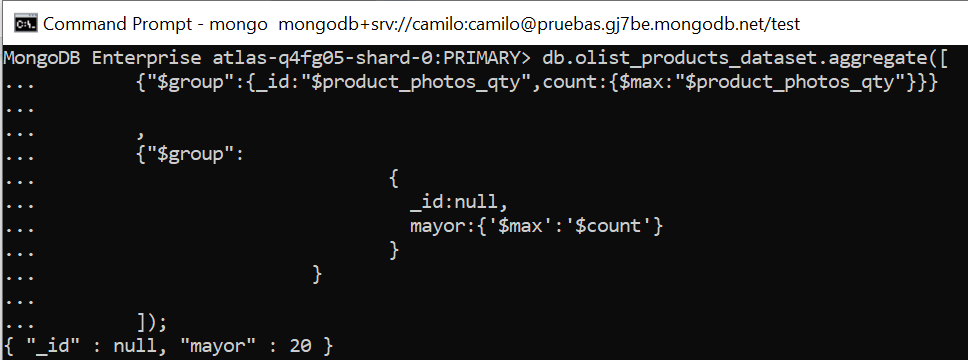 Command Prompt - mongo mongodb+srv://camilo:camilo@pruebas.gj7be.mongodb.net/test
MongoDB Enterprise atlas-q4fg05-shard-0:PRIMARY> db.olist_products_dataset.aggregate([
... {"$group":{_id:"$product_photos_qty",count:{$max:"$product_photos_qty"}}}
...
... ,
... {"$group":
... {
... _id:null,
... mayor:{'$max':'$count'}
... }
... }
...
... ]);
{ "_id" : null, "mayor" : 20 }